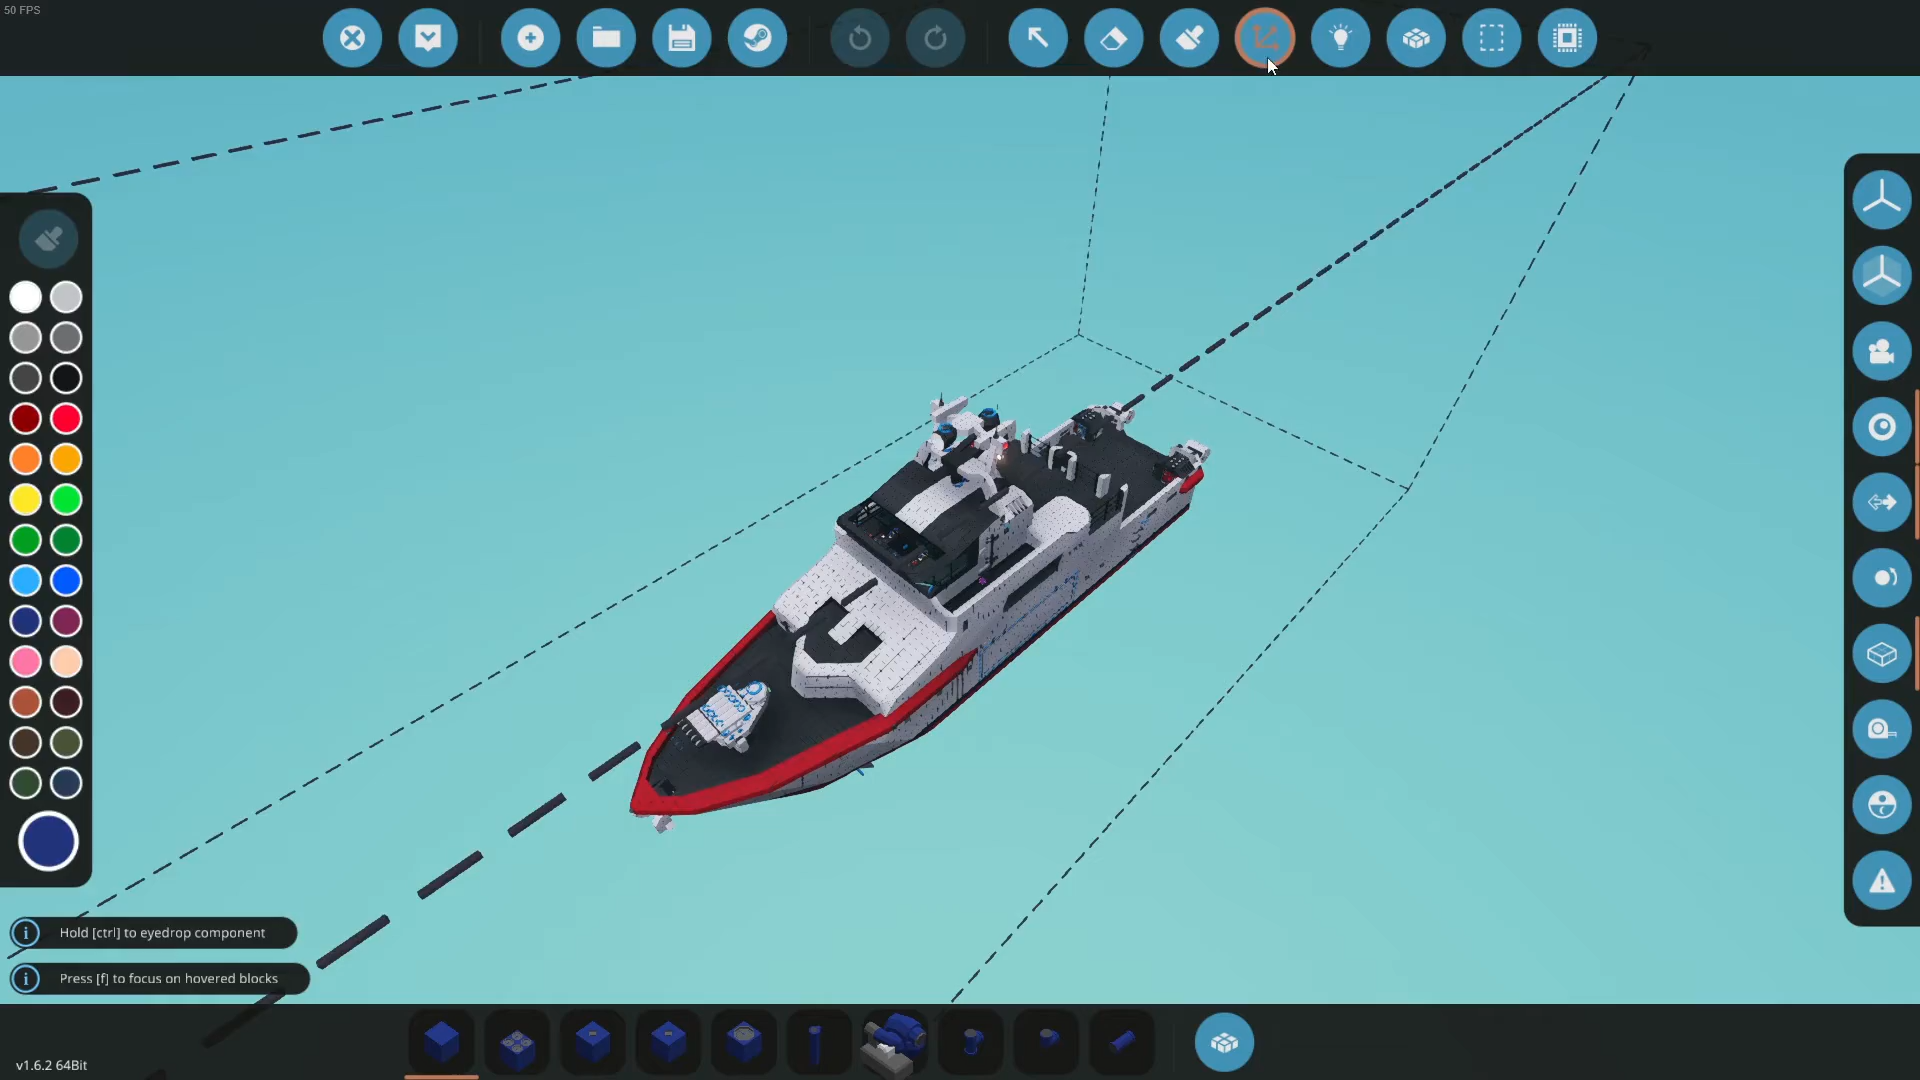 50 FPS
Hold [ctrl] to eyedrop component
Press [f] to focus on hovered blocks
v1.6.2 64Bit